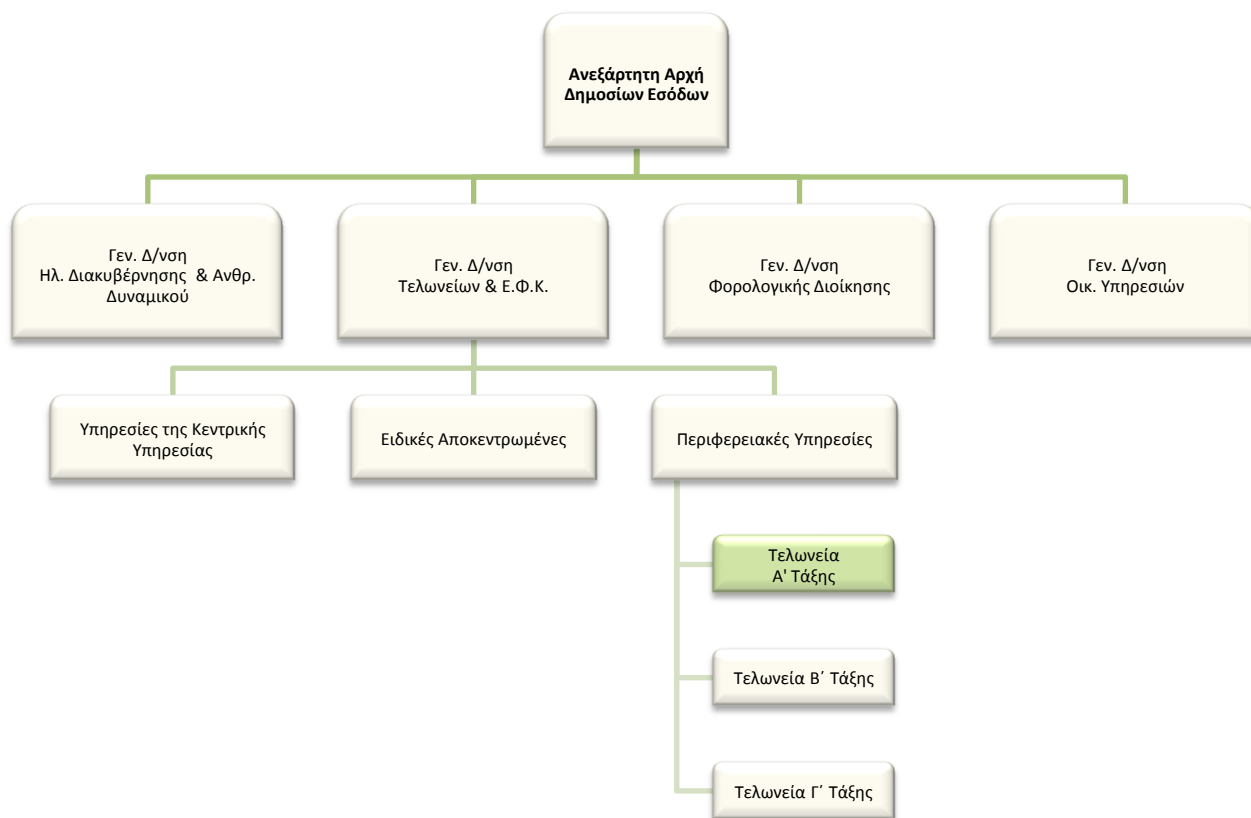 Ανεξάρτητη Αρχή
Δημοσίων Εσόδων
Γεν. Δ/νση
Ηλ. Διακυβέρνησης & Ανθρ.
Δυναμικού
Γεν. Δ/νση
Τελωνείων & Ε.Φ.Κ.
Γεν. Δ/νση
Φορολογικής Διοίκησης
Γεν. Δ/νση
Οικ. Υπηρεσιών
Υπηρεσίες της Κεντρικής
Υπηρεσίας
Ειδικές Αποκεντρωμένες
Περιφερειακές Υπηρεσίες
Τελωνεία
Α' Τάξης
Τελωνεία Β΄ Τάξης
Τελωνεία Γ΄ Τάξης